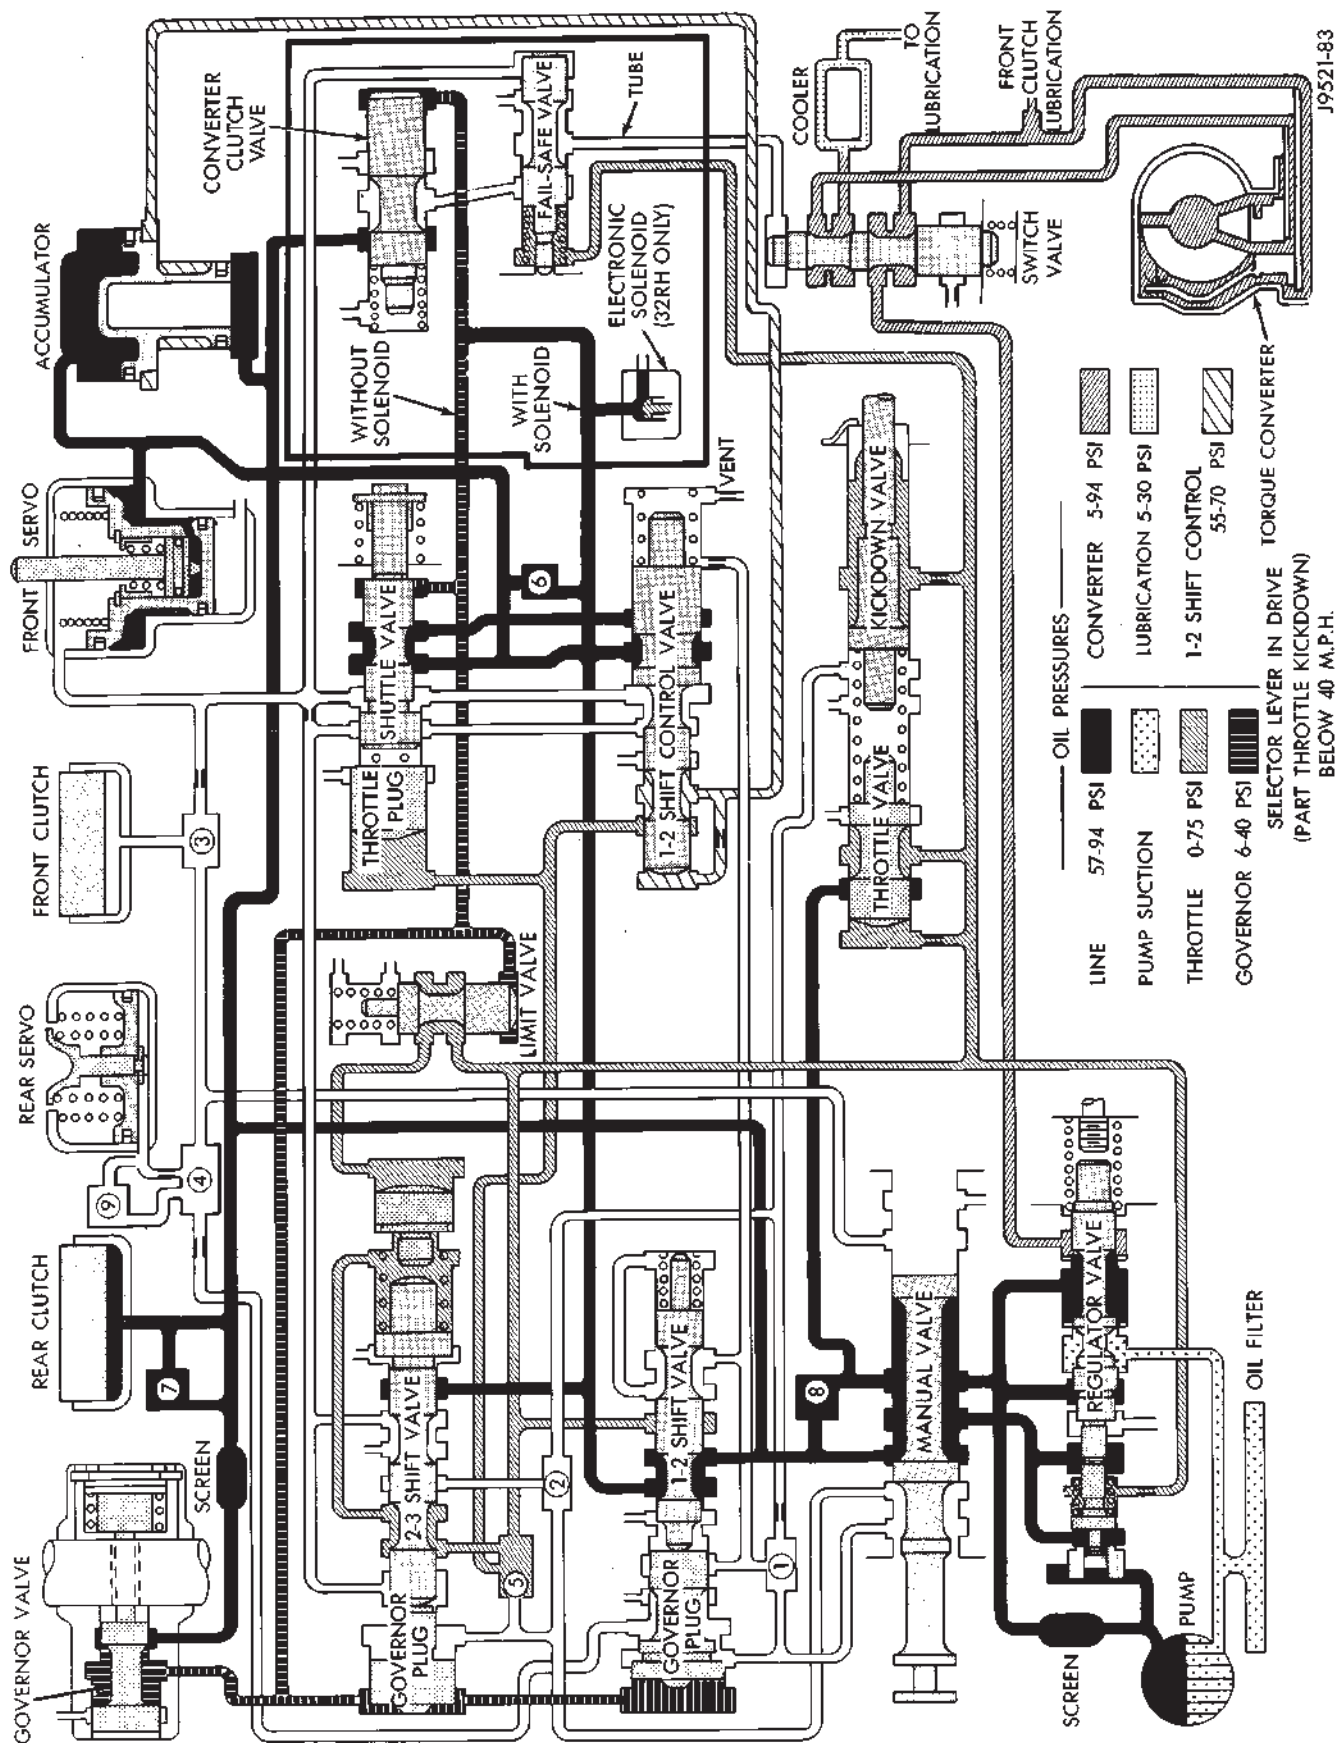 GOVERNOR VALVE
REAR CLUTCH
REAR SERVO
FRONT CLUTCH
FRONT SERVO
ACCUMULATOR
SCREEN
7
9
4
3
CONVERTER
CLUTCH
VALVE
GOVERNOR
PLUG
2-3 SHIFT VALVE
LIMIT VALVE
THROTTLE
PLUG
SHUTTLE VALVE
WITHOUT
SOLENOID
FAIL-SAFE VALVE
TUBE
5
2
6
WITH
SOLENOID
ELECTRONIC
SOLENOID
(32RH ONLY)
GOVERNOR
PLUG
1-2 SHIFT VALVE
1-2 SHIFT CONTROL VALVE
VENT
1
8
COOLER
TO
LUBRICATION
FRONT
CLUTCH
LUBRICATION
SWITCH
VALVE
MANUAL VALVE
THROTTLE VALVE
KICKDOWN VALVE
SCREEN
PUMP
REGULATOR VALVE
OIL FILTER
OIL PRESSURES
LINE 57-94 PSI
CONVERTER 5-94 PSI
PUMP SUCTION
LUBRICATION 5-30 PSI
THROTTLE 0-75 PSI
1-2 SHIFT CONTROL
55-70 PSI
GOVERNOR 6-40 PSI
TORQUE CONVERTER
SELECTOR LEVER IN DRIVE
(PART THROTTLE KICKDOWN)
BELOW 40 M.P.H.
J9521-83